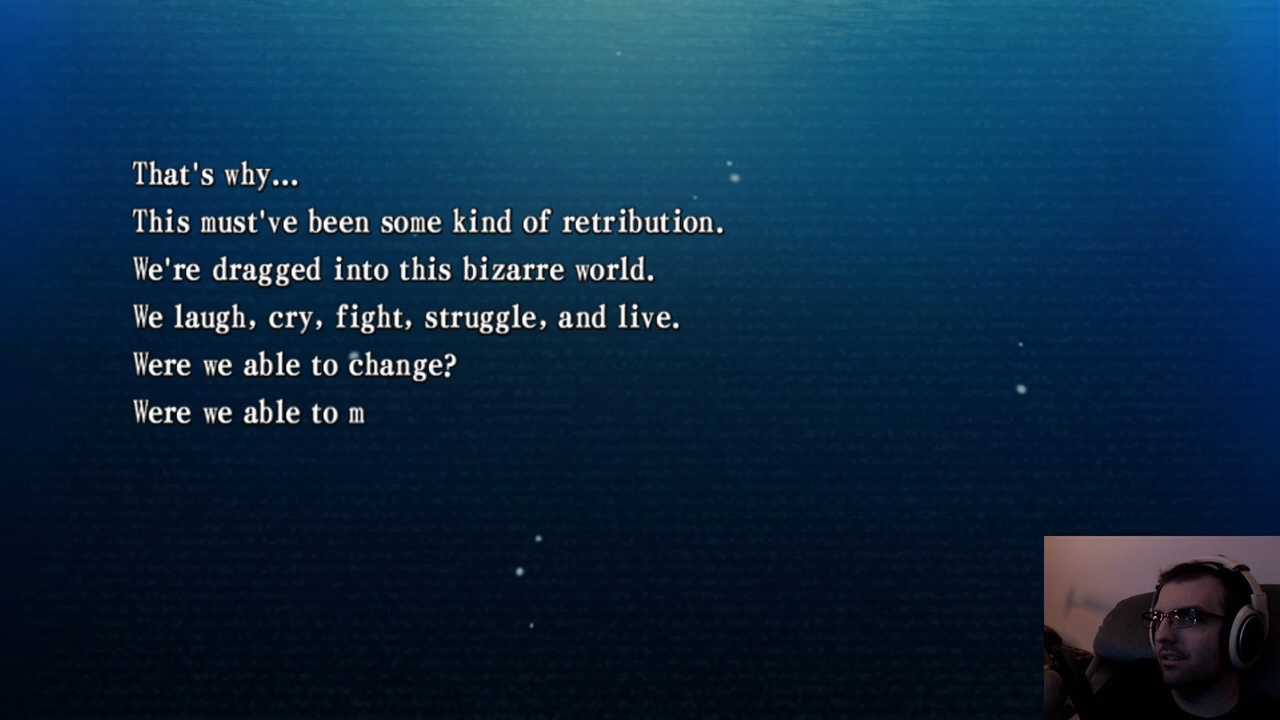 That's why...
This must've been some kind of retribution.
We're dragged into this bizarre world.
We laugh, cry, fight, struggle, and live.
Were we able to change?
Were we able to m